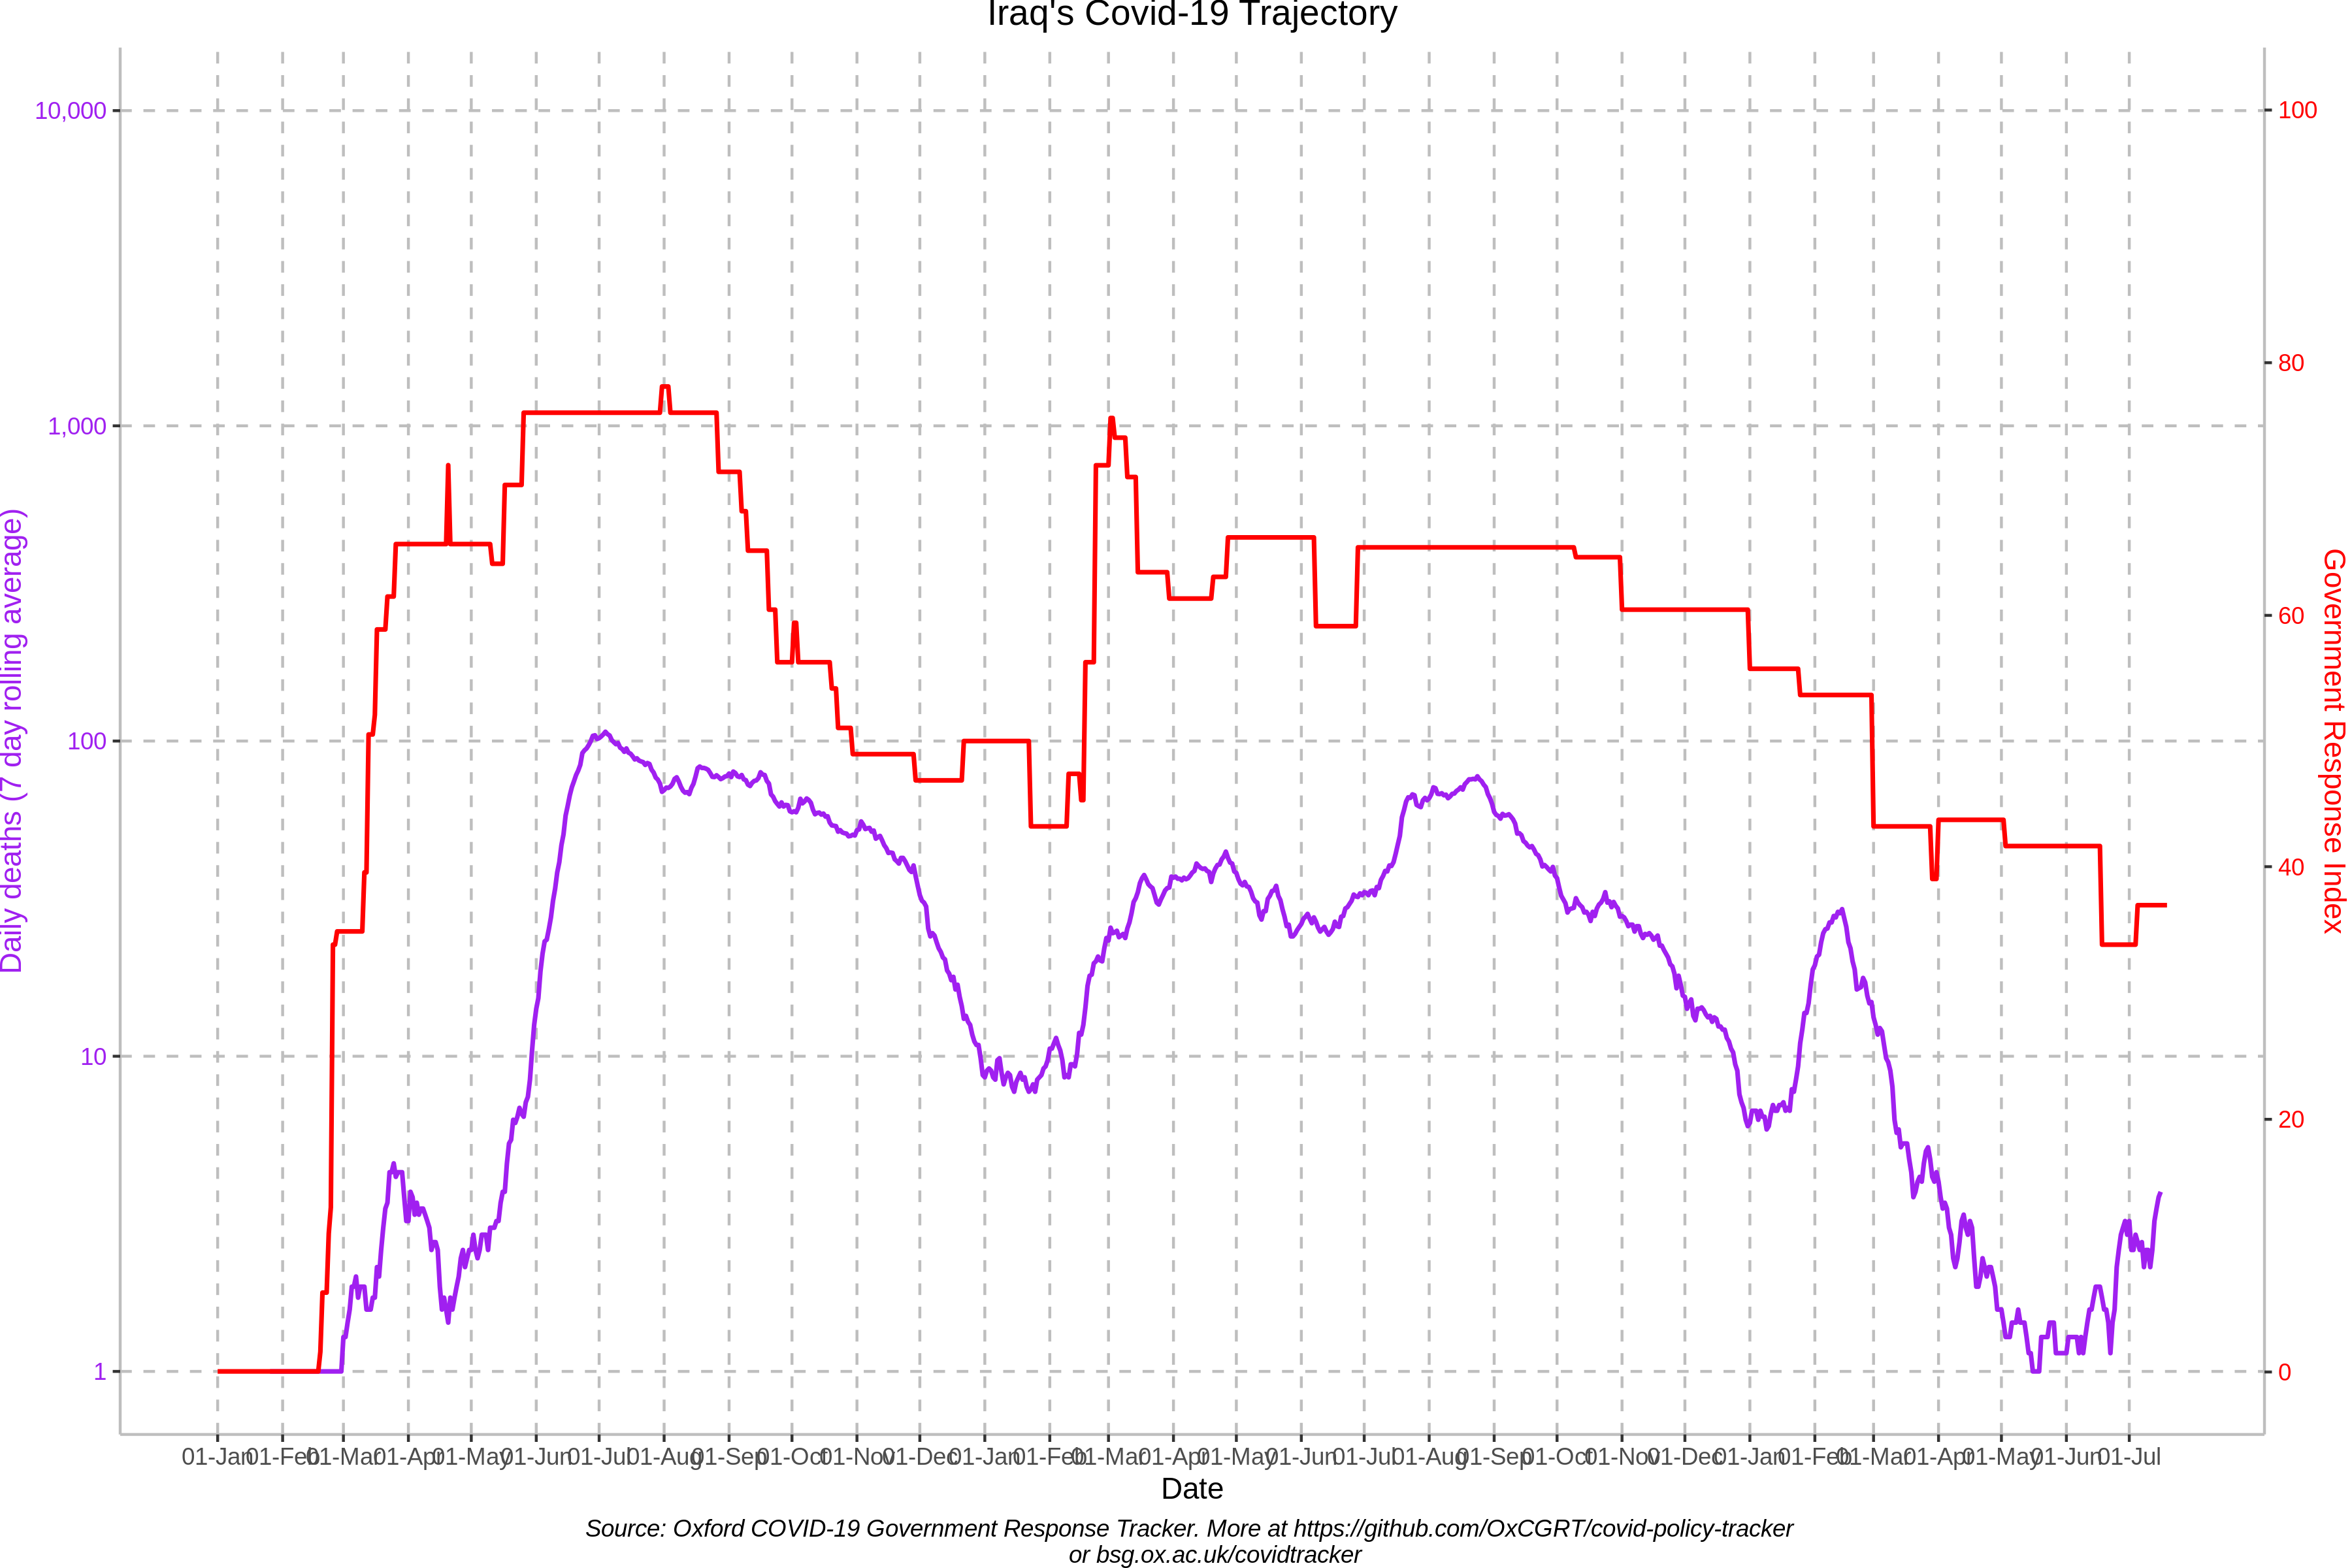 Iraq's Covid-19 Trajectory
10,000
1,000
100
10
1
Daily deaths (7 day rolling average)
100
80
60
40
20
0
Government Response Index
01-Jan 01-Feb 01-Mar 01-Apr 01-May 01-Jun 01-Jul 01-Aug 01-Sep 01-Oct 01-Nov 01-Dec 01-Jan 01-Feb 01-Mar 01-Apr 01-May 01-Jun 01-Jul 01-Aug 01-Sep 01-Oct 01-Nov 01-Dec 01-Jan 01-Feb 01-Mar 01-Apr 01-May 01-Jun 01-Jul
Date
Source: Oxford COVID-19 Government Response Tracker. More at https://github.com/OxCGRT/covid-policy-tracker
or bsg.ox.ac.uk/covidtracker